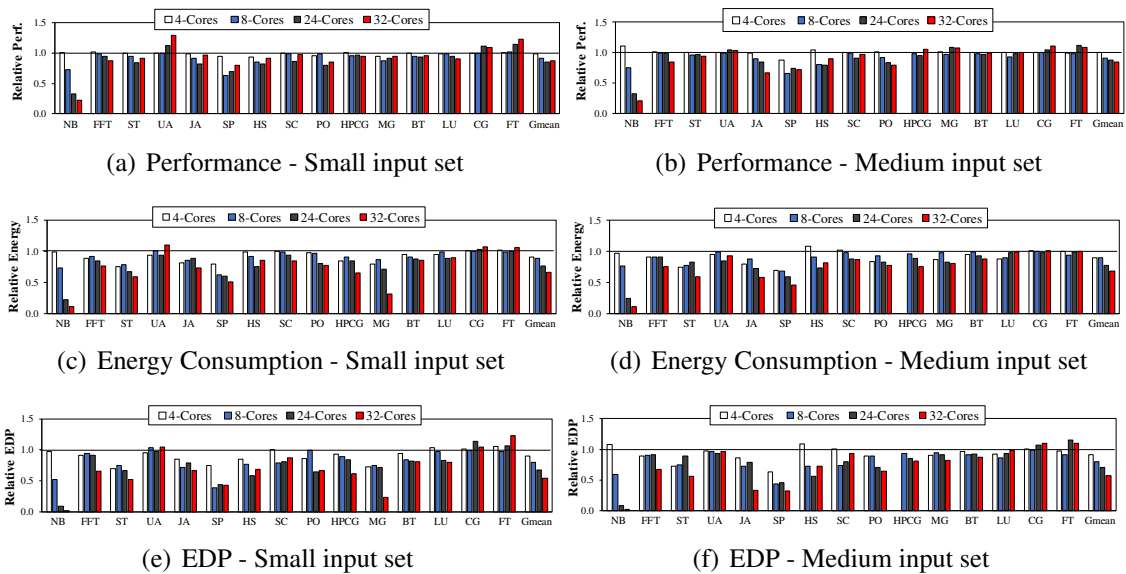 4-Cores 8-Cores 24-Cores 32-Cores
Relative Perf.
1.5
1.0
0.5
0.0
NB FFT ST UA JA SP HS SC PO HPCG MG BT LU CG FT Gmean
(a) Performance - Small input set
4-Cores 8-Cores 24-Cores 32-Cores
Relative Perf.
1.5
1.0
0.5
0.0
NB FFT ST UA JA SP HS SC PO HPCG MG BT LU CG FT Gmean
(b) Performance - Medium input set
4-Cores 8-Cores 24-Cores 32-Cores
Relative Energy
1.5
1.0
0.5
0.0
NB FFT ST UA JA SP HS SC PO HPCG MG BT LU CG FT Gmean
(c) Energy Consumption - Small input set
4-Cores 8-Cores 24-Cores 32-Cores
Relative Energy
1.5
1.0
0.5
0.0
NB FFT ST UA JA SP HS SC PO HPCG MG BT LU CG FT Gmean
(d) Energy Consumption - Medium input set
4-Cores 8-Cores 24-Cores 32-Cores
Relative EDP
1.5
1.0
0.5
0.0
NB FFT ST UA JA SP HS SC PO HPCG MG BT LU CG FT Gmean
(e) EDP - Small input set
4-Cores 8-Cores 24-Cores 32-Cores
Relative EDP
1.5
1.0
0.5
0.0
NB FFT ST UA JA SP HS SC PO HPCG MG BT LU CG FT Gmean
(f) EDP - Medium input set